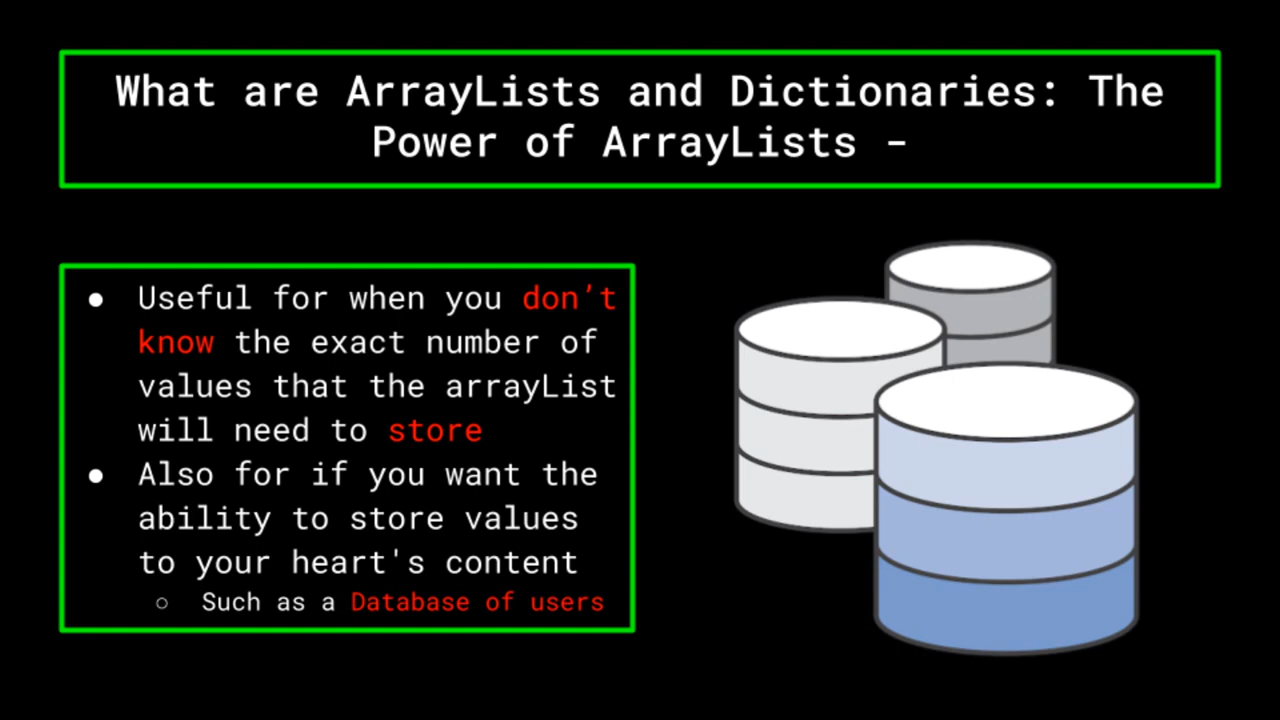 What are ArrayLists and Dictionaries: The
Power of ArrayLists -
● Useful for when you don’t
know the exact number of
values that the arrayList
will need to store
● Also for if you want the
ability to store values
to your heart's content
○ Such as a Database of users